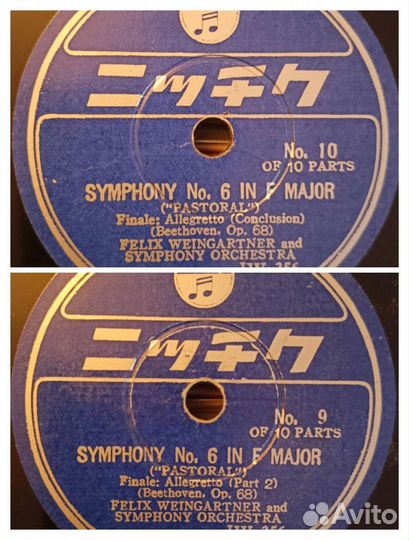 ニッチク
No. 10
OF 10 PARTS
SYMPHONY No. 6 IN F MAJOR
("PASTORAL")
Finale: Allegretto (Conclusion)
(Beethoven, Op. 68)
FELIX WEINGARTNER and
SYMPHONY ORCHESTRA
ニッチク
No. 9
OF 10 PARTS
SYMPHONY No. 6 IN F MAJOR
("PASTORAL")
Finale: Allegretto (Part 2)
(Beethoven, Op. 68)
FELIX WEINGARTNER and
SYMPHONY ORCHESTRA
Avito